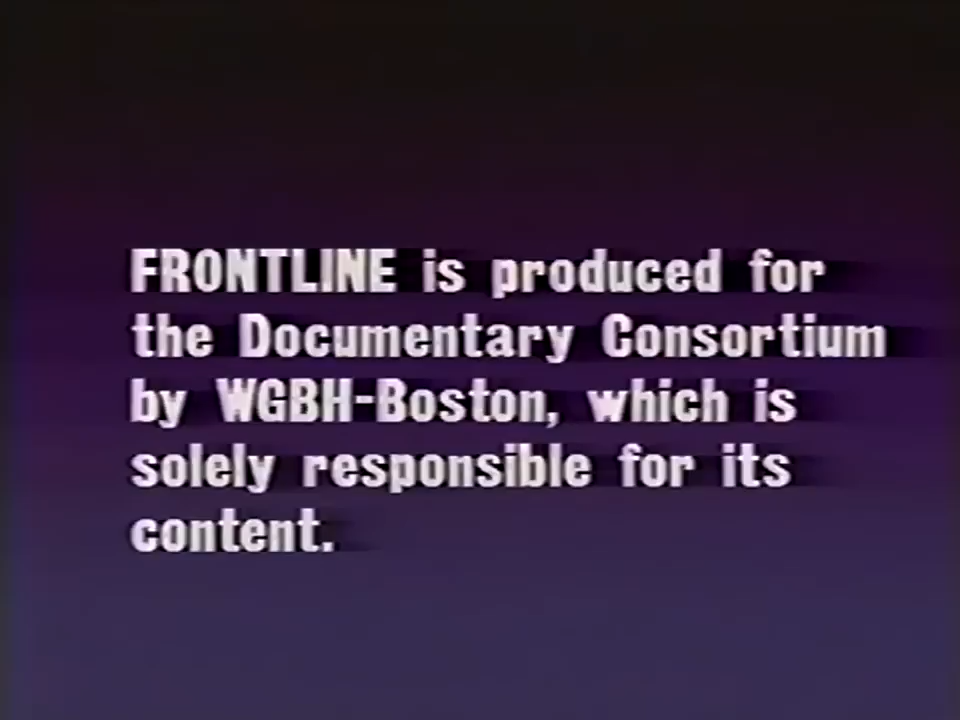 FRONTLINE is produced for
the Documentary Consortium
by WGBH-Boston, which is
solely responsible for its
content.